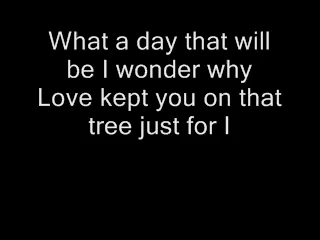 What a day that will
be I wonder why
Love kept you on that
tree just for I